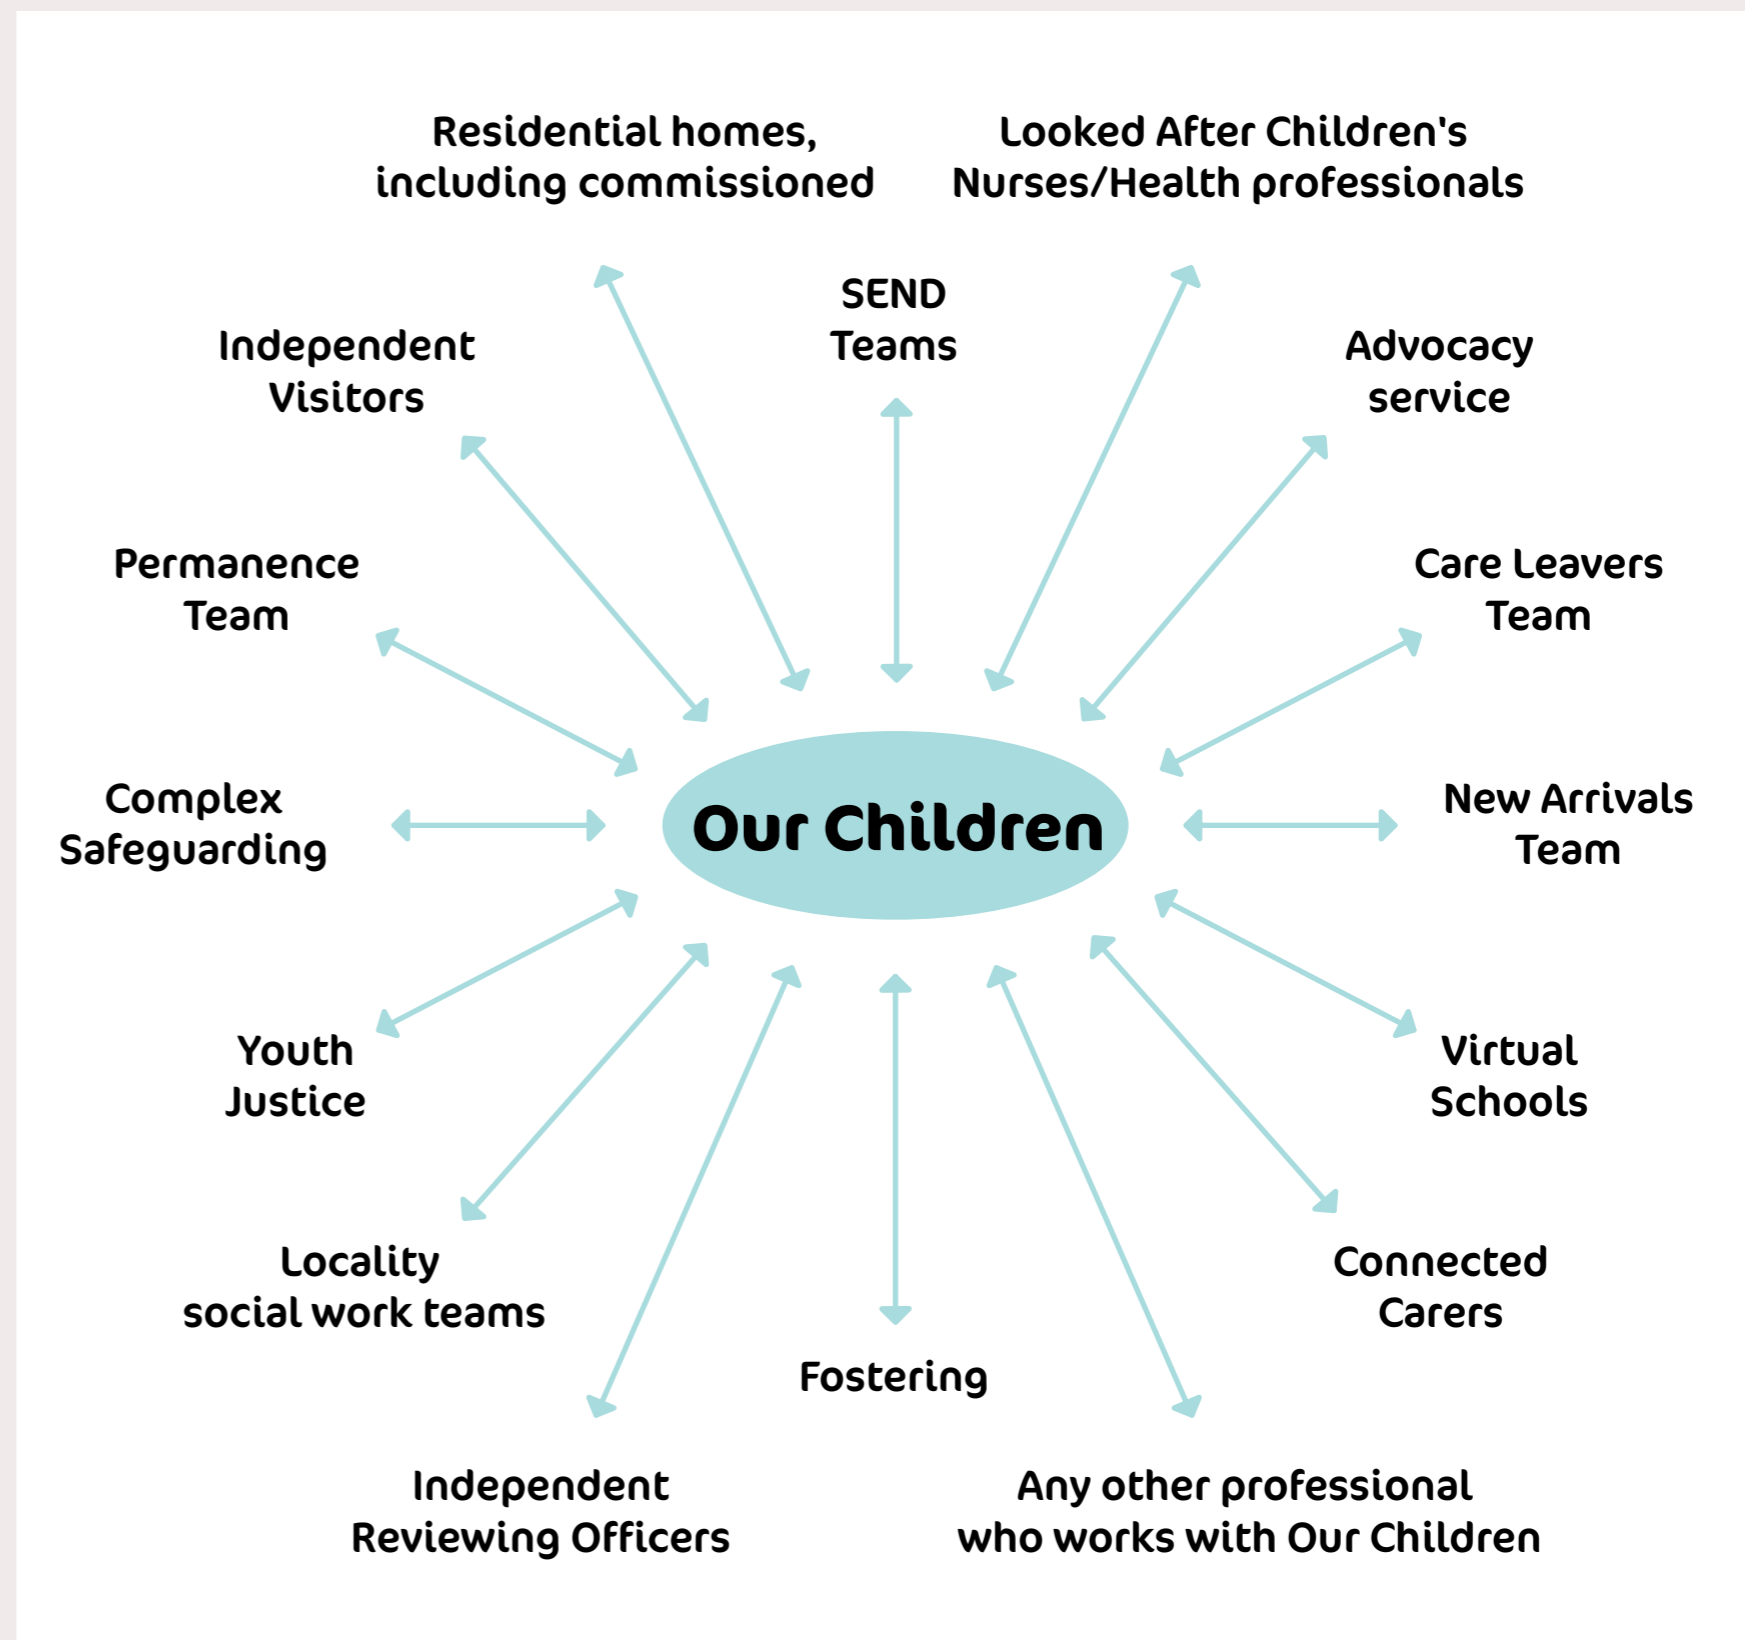 Residential homes,
including commissioned
Looked After Children's
Nurses/Health professionals
SEND
Teams
Independent
Visitors
Advocacy
service
Permanence
Team
Care Leavers
Team
Complex
Safeguarding
Our Children
New Arrivals
Team
Youth
Justice
Virtual
Schools
Locality
social work teams
Connected
Carers
Fostering
Independent
Reviewing Officers
Any other professional
who works with Our Children